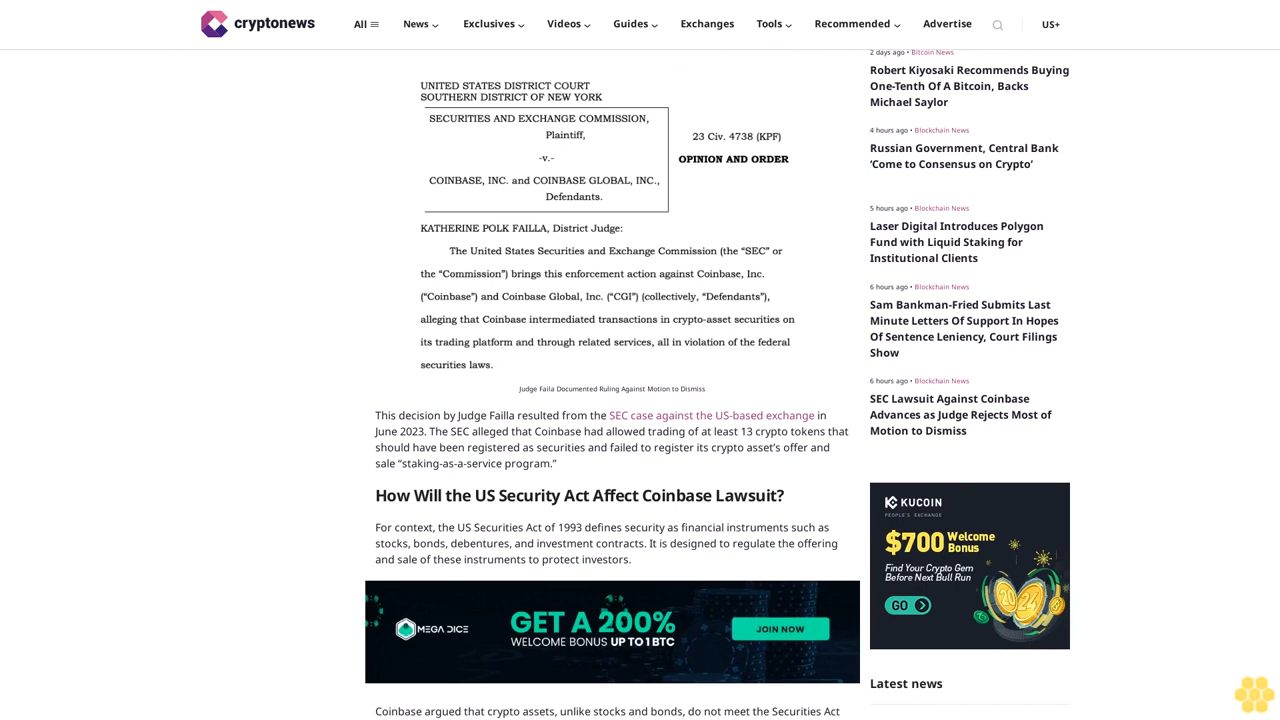 cryptonews
All
News
Exclusives
Videos
Guides
Exchanges
Tools
Recommended
Advertise
US+
UNITED STATES DISTRICT COURT
SOUTHERN DISTRICT OF NEW YORK
SECURITIES AND EXCHANGE COMMISSION,
Plaintiff,
-v.-
COINBASE, INC. and COINBASE GLOBAL, INC.,
Defendants.
23 Civ. 4738 (KPF)
OPINION AND ORDER
KATHERINE POLK FAILLA, District Judge:
The United States Securities and Exchange Commission (the “SEC” or
the “Commission”) brings this enforcement action against Coinbase, Inc.
(“Coinbase”) and Coinbase Global, Inc. (“CGI”) (collectively, “Defendants”),
alleging that Coinbase intermediated transactions in crypto-asset securities on
its trading platform and through related services, all in violation of the federal
securities laws.
Judge Faila Documented Ruling Against Motion to Dismiss
This decision by Judge Failla resulted from the SEC case against the US-based exchange in
June 2023. The SEC alleged that Coinbase had allowed trading of at least 13 crypto tokens that
should have been registered as securities and failed to register its crypto asset’s offer and
sale “staking-as-a-service program.”
How Will the US Security Act Affect Coinbase Lawsuit?
For context, the US Securities Act of 1993 defines security as financial instruments such as
stocks, bonds, debentures, and investment contracts. It is designed to regulate the offering
and sale of these instruments to protect investors.
MEGA DICE
GET A 200%
WELCOME BONUS UP TO 1 BTC
JOIN NOW
Coinbase argued that crypto assets, unlike stocks and bonds, do not meet the Securities Act
2 days ago • Bitcoin News
Robert Kiyosaki Recommends Buying
One-Tenth Of A Bitcoin, Backs
Michael Saylor
4 hours ago • Blockchain News
Russian Government, Central Bank
‘Come to Consensus on Crypto’
5 hours ago • Blockchain News
Laser Digital Introduces Polygon
Fund with Liquid Staking for
Institutional Clients
6 hours ago • Blockchain News
Sam Bankman-Fried Submits Last
Minute Letters Of Support In Hopes
Of Sentence Leniency, Court Filings
Show
6 hours ago • Blockchain News
SEC Lawsuit Against Coinbase
Advances as Judge Rejects Most of
Motion to Dismiss
KUCOIN
PEOPLE'S EXCHANGE
$700 Welcome
Bonus
Find Your Crypto Gem
Before Next Bull Run
GO
20 24
Latest news